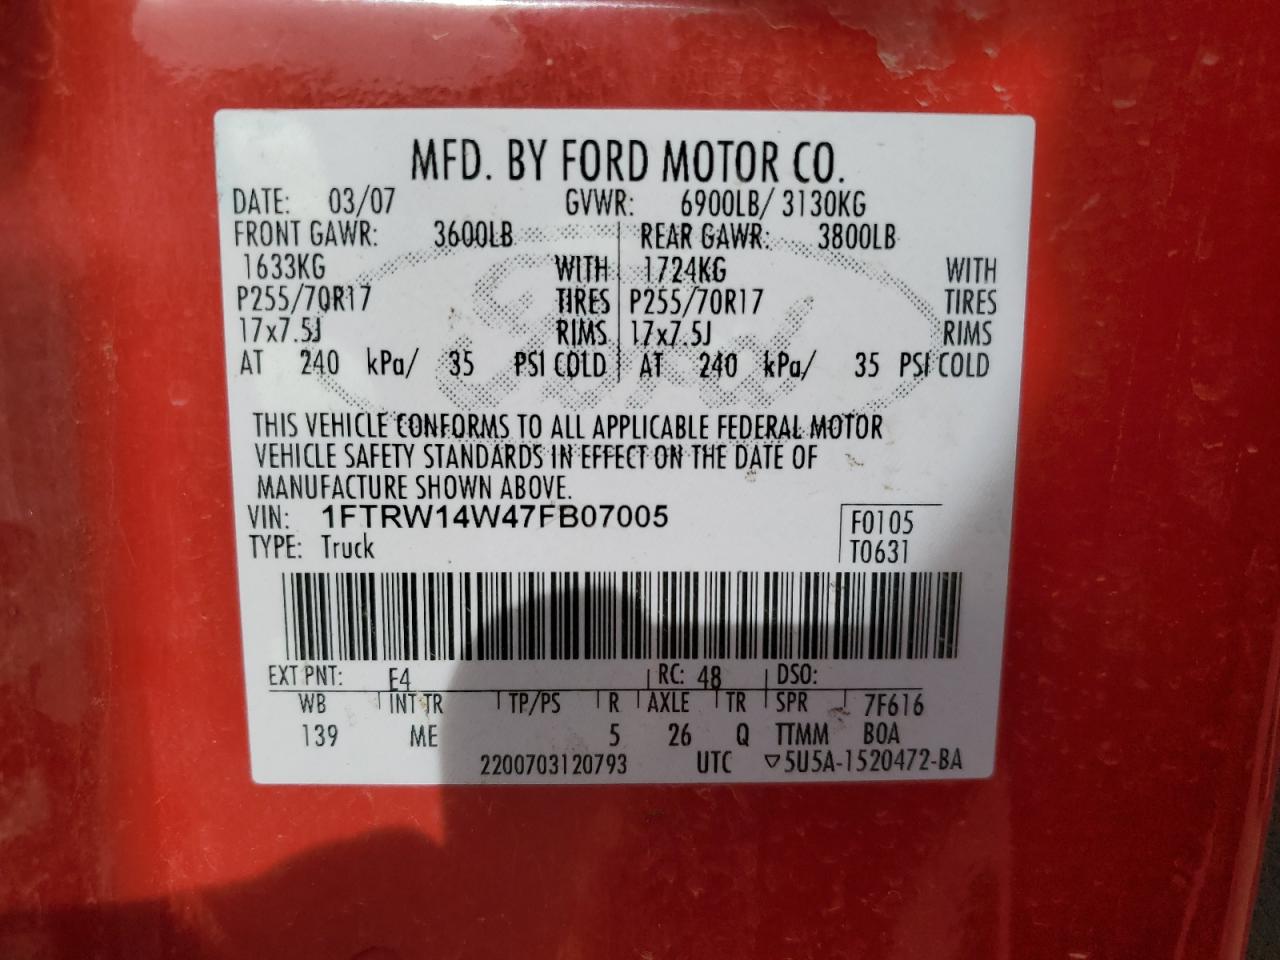 MFD. BY FORD MOTOR CO.
DATE: 03/07 GVWR: 6900LB/ 3130KG
FRONT GAWR: 3600LB REAR GAWR: 3800LB
1633KG WITH 1724KG WITH
P255/70R17 TIRES P255/70R17 TIRES
17x7.5J RIMS 17x7.5J RIMS
AT 240 kPa/ 35 PSI COLD AT 240 kPa/ 35 PSI COLD
Ford
THIS VEHICLE CONFORMS TO ALL APPLICABLE FEDERAL MOTOR
VEHICLE SAFETY STANDARDS IN EFFECT ON THE DATE OF
MANUFACTURE SHOWN ABOVE.
VIN: 1FTRW14W47FB07005 F0105
TYPE: Truck T0631
EXT PNT: E4 RC: 48 DSO:
WB INT TR TP/PS R AXLE TR SPR 7F616
139 ME 5 26 Q TTMM BOA
2200703120793 UTC ▽5U5A-1520472-BA